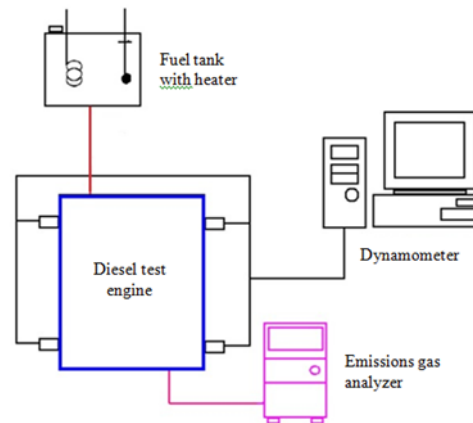 Fuel tank
with heater
Diesel test
engine
Dynamometer
Emissions gas
analyzer